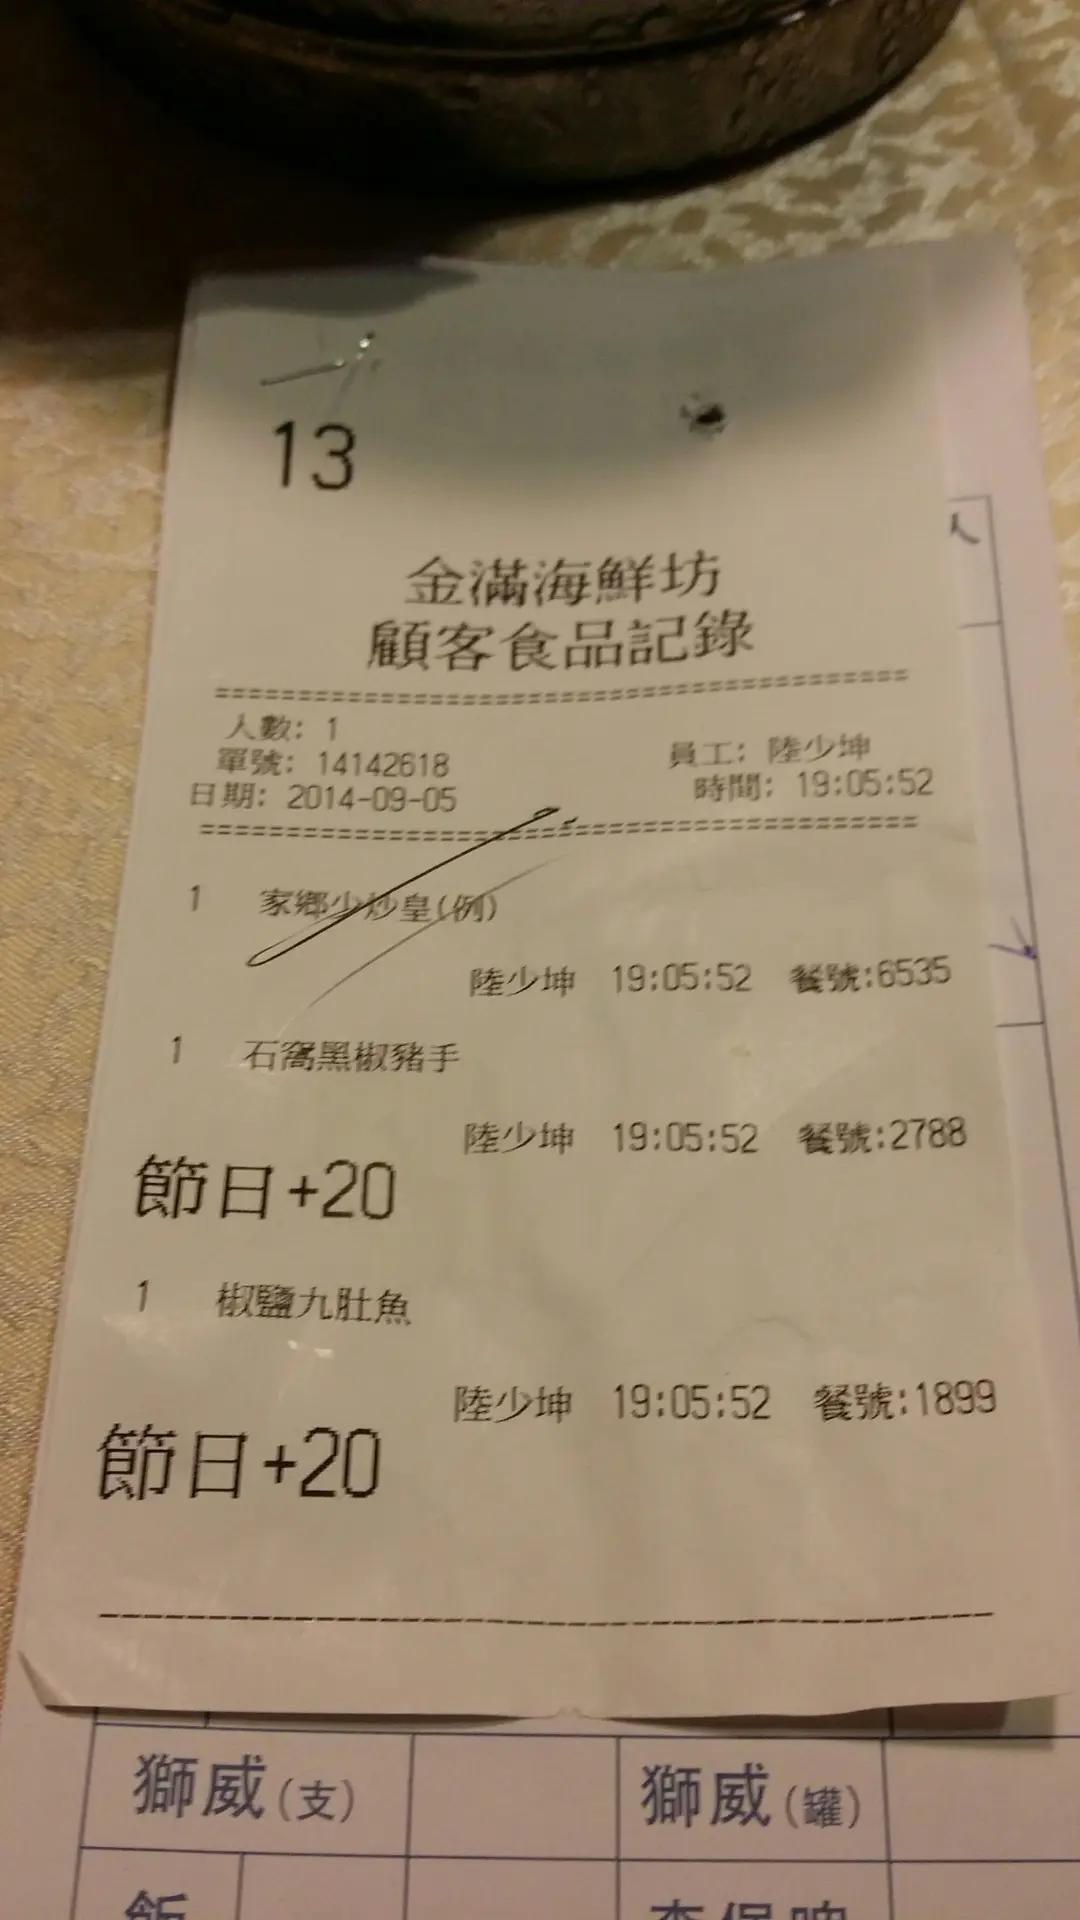 13
金滿海鮮坊
顧客食品記錄
========================================
人數: 1
單號: 14142618 員工: 陸少坤
日期: 2014-09-05 時間: 19:05:52
========================================
1 家鄉少炒皇(例)
陸少坤 19:05:52 餐號:6535
1 石窩黑椒豬手
陸少坤 19:05:52 餐號:2788
節日+20
1 椒鹽九肚魚
陸少坤 19:05:52 餐號:1899
節日+20
獅威(支) 獅威(罐)
飯